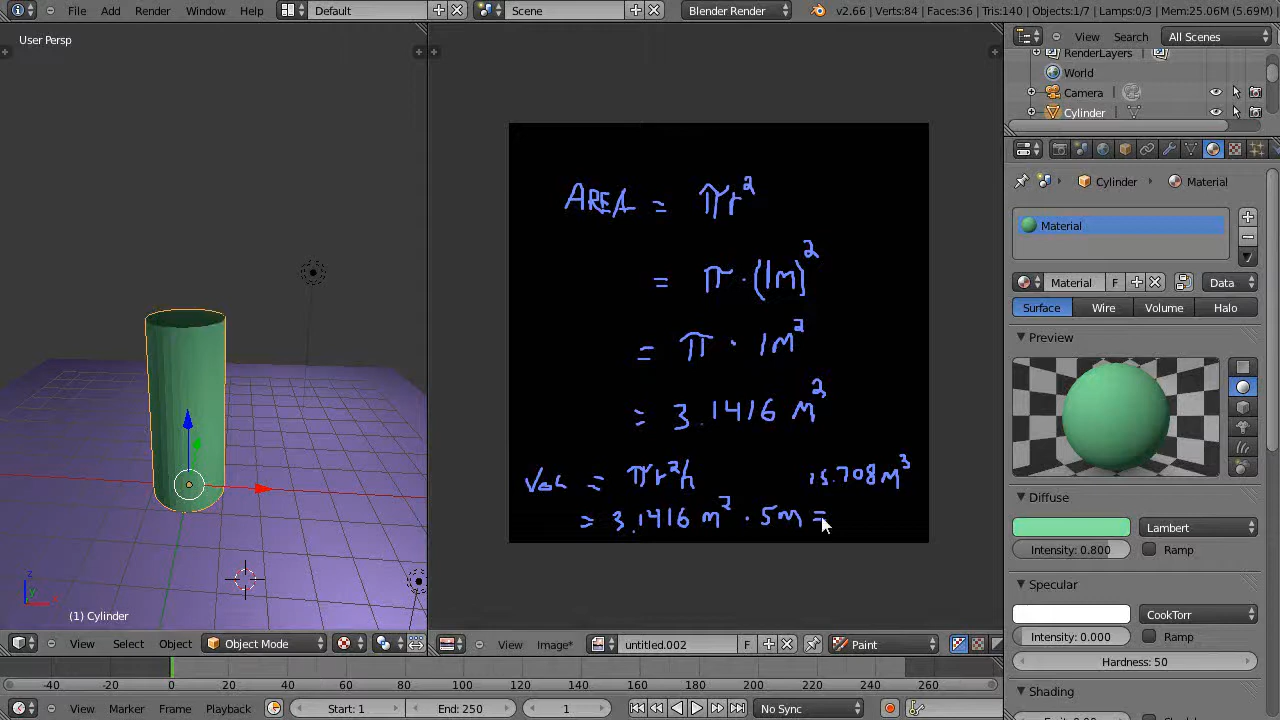 File Add Render Window Help Default Scene Blender Render v2.66 | Verts:84 | Faces:36 | Tris:140 | Objects:1/7 | Lamps:0/3 | Mem:25.06M (5.69M) |
User Persp
View Search All Scenes
RenderLayers
World
Camera
Cylinder
Cylinder Material
Material
Material F Data
Surface Wire Volume Halo
Preview
Diffuse
Lambert
Intensity: 0.800 Ramp
Specular
CookTorr
Intensity: 0.000 Ramp
Hardness: 50
Shading
AREA = πr²
= π · (1m)²
= π · 1m²
= 3.1416 m²
Vol = πr²h 15.708m³
= 3.1416 m² · 5m =
z
y
(1) Cylinder
View Select Object Object Mode
View Image* untitled.002 F Paint
-40 -20 0 20 40 60 80 100 120 140 160 180 200 220 240 260
View Marker Frame Playback Start: 1 End: 250 1 No Sync